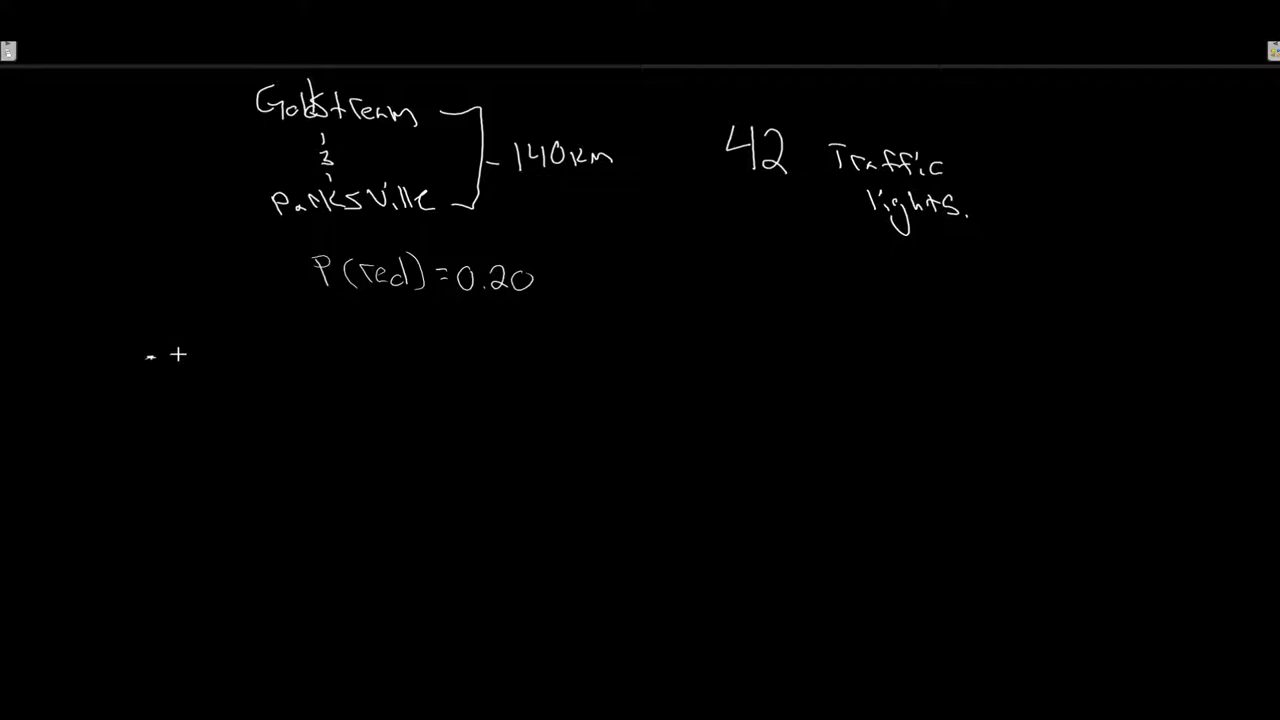 Goldstream
140km
42 Traffic
Parksville
lights.
P(red)=0.20